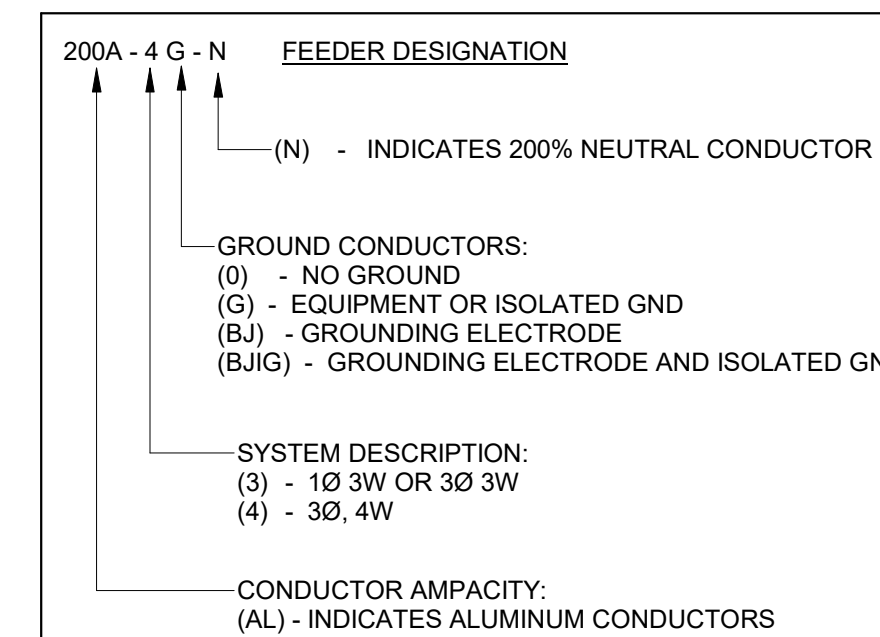 200A - 4 G - N FEEDER DESIGNATION
(N) - INDICATES 200% NEUTRAL CONDUCTOR
GROUND CONDUCTORS:
(0) - NO GROUND
(G) - EQUIPMENT OR ISOLATED GND
(BJ) - GROUNDING ELECTRODE
(BJIG) - GROUNDING ELECTRODE AND ISOLATED
SYSTEM DESCRIPTION:
(3) - 1Ø 3W OR 3Ø 3W
(4) - 3Ø, 4W
CONDUCTOR AMPACITY:
(AL) - INDICATES ALUMINUM CONDUCTORS